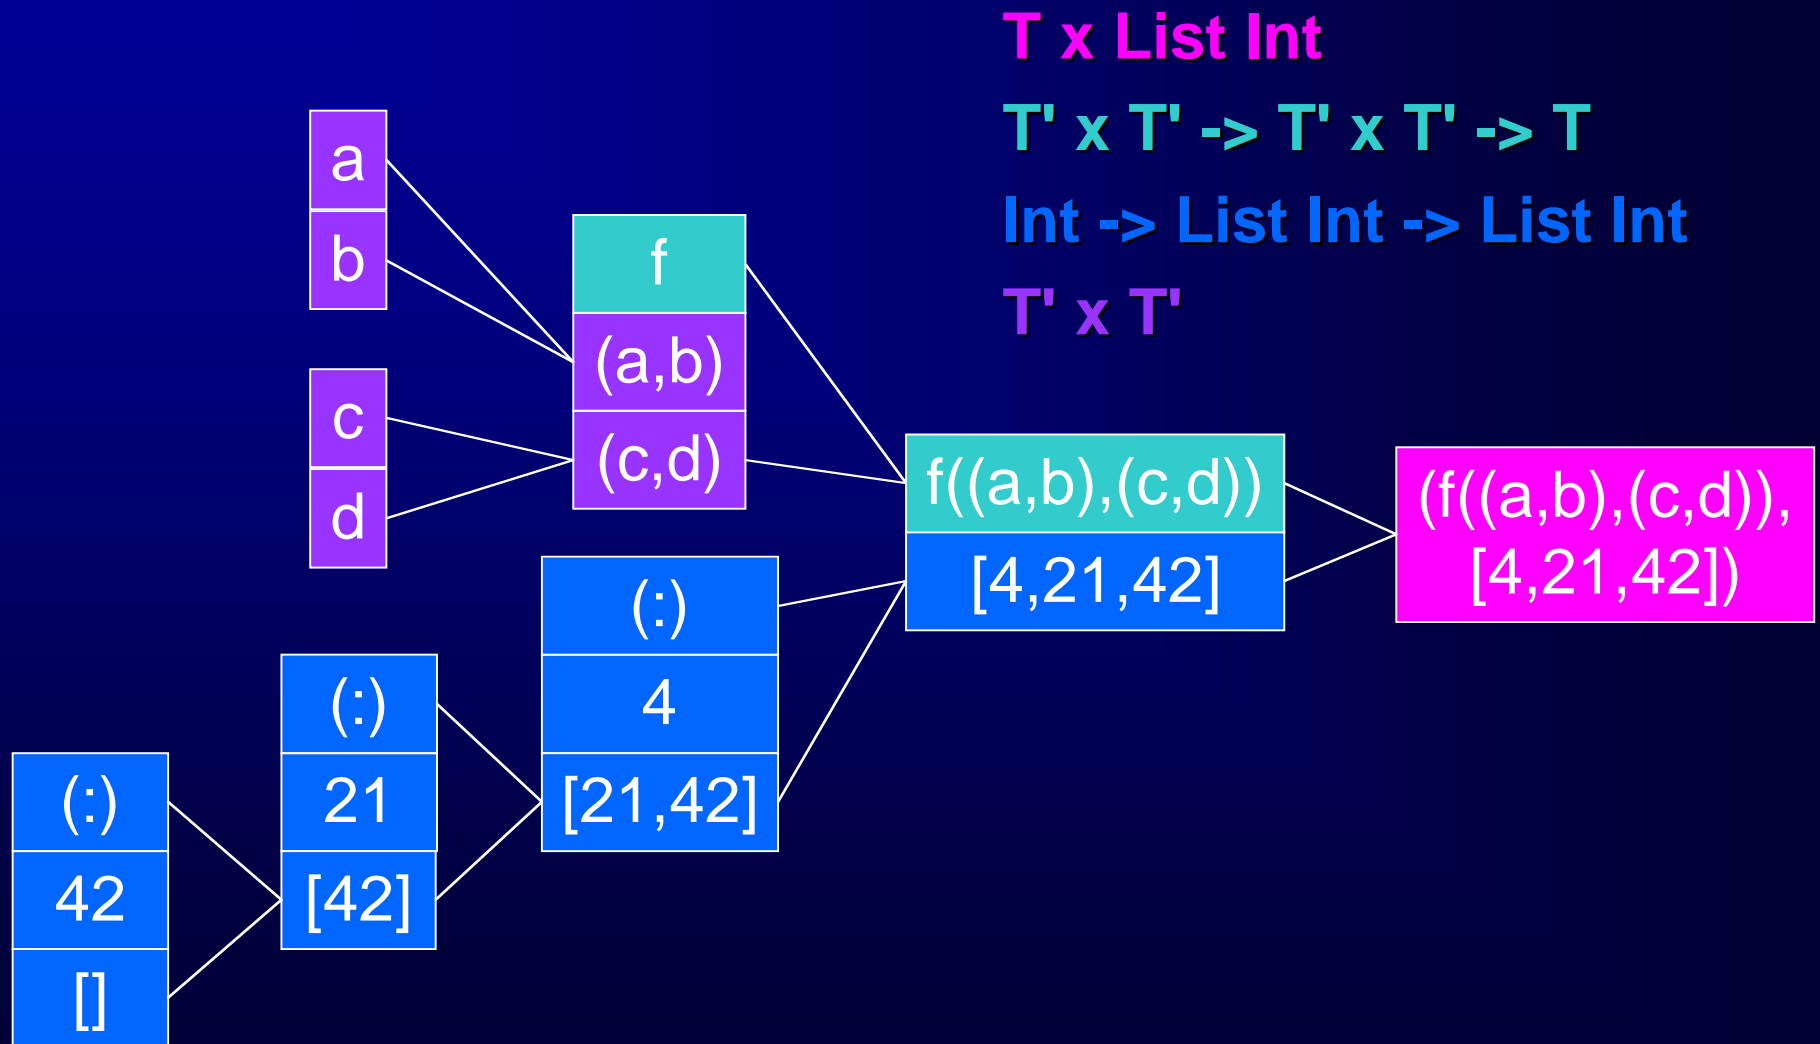 T x List Int
T' x T' -> T' x T' -> T
Int -> List Int -> List Int
T' x T'
a
b
c
d
f
(a,b)
(c,d)
(:)
42
[]
(:)
21
[42]
(:)
4
[21,42]
f((a,b),(c,d))
[4,21,42]
(f((a,b),(c,d)),
[4,21,42])